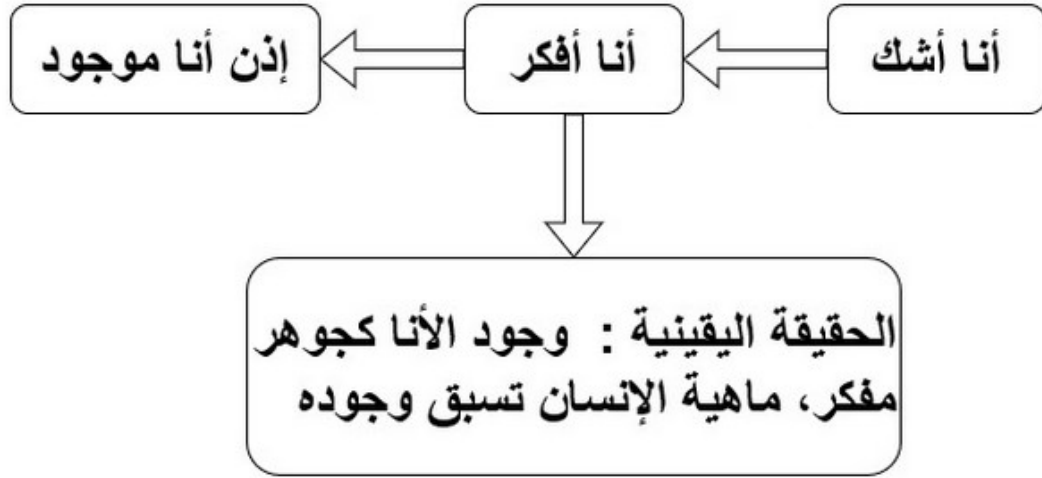 أنا أشك
أنا أفكر
إذن أنا موجود
الحقيقة اليقينية : وجود الأنا كجوهر
مفكر، ماهية الإنسان تسبق وجوده